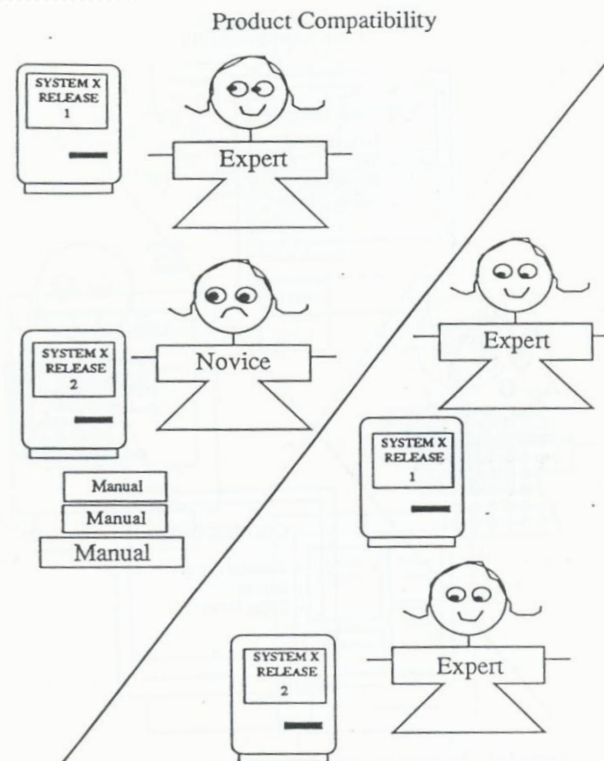 Product Compatibility
SYSTEM X
RELEASE
1
Expert
Novice
SYSTEM X
RELEASE
2
Manual
Manual
Manual
Expert
SYSTEM X
RELEASE
1
Expert
SYSTEM X
RELEASE
2